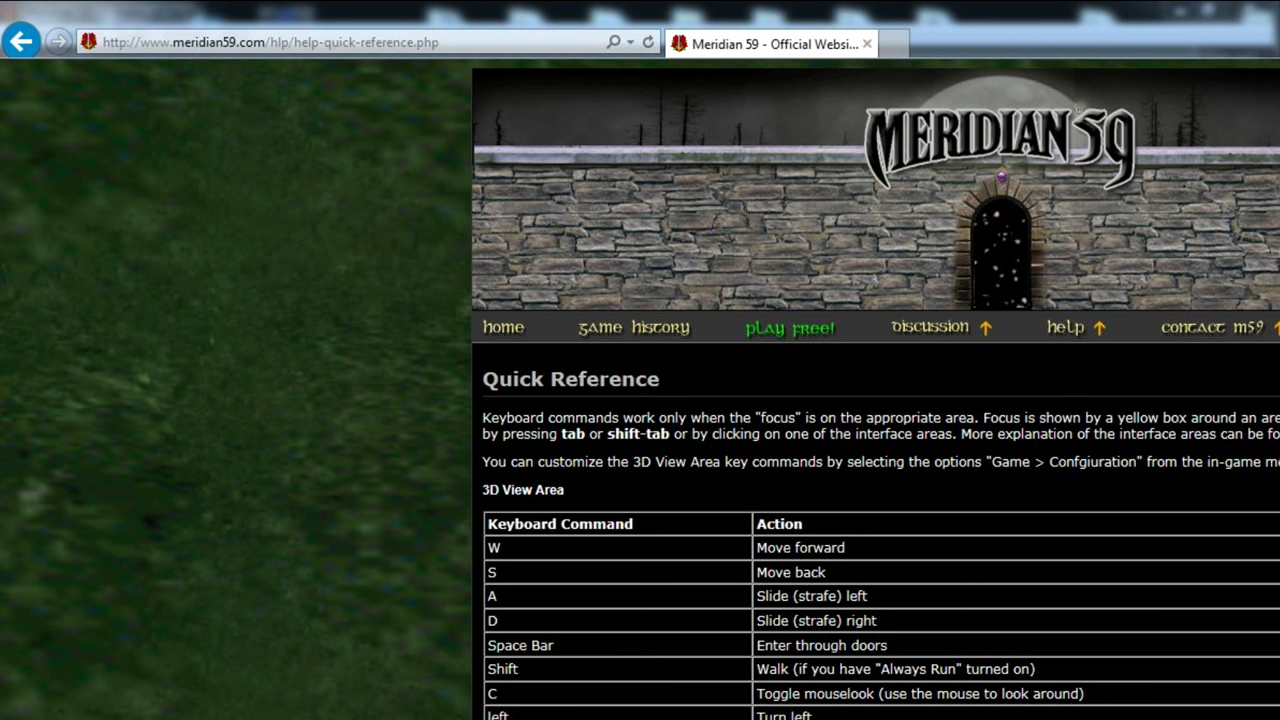 http://www.meridian59.com/hlp/help-quick-reference.php
Meridian 59 - Official Websi...
MERIDIAN 59
home
game history
play free!
discussion
help
contact m59
Quick Reference
Keyboard commands work only when the "focus" is on the appropriate area. Focus is shown by a yellow box around an are
by pressing tab or shift-tab or by clicking on one of the interface areas. More explanation of the interface areas can be fo
You can customize the 3D View Area key commands by selecting the options "Game > Confgiuration" from the in-game me
3D View Area
Keyboard Command Action
W Move forward
S Move back
A Slide (strafe) left
D Slide (strafe) right
Space Bar Enter through doors
Shift Walk (if you have "Always Run" turned on)
C Toggle mouselook (use the mouse to look around)
left Turn left